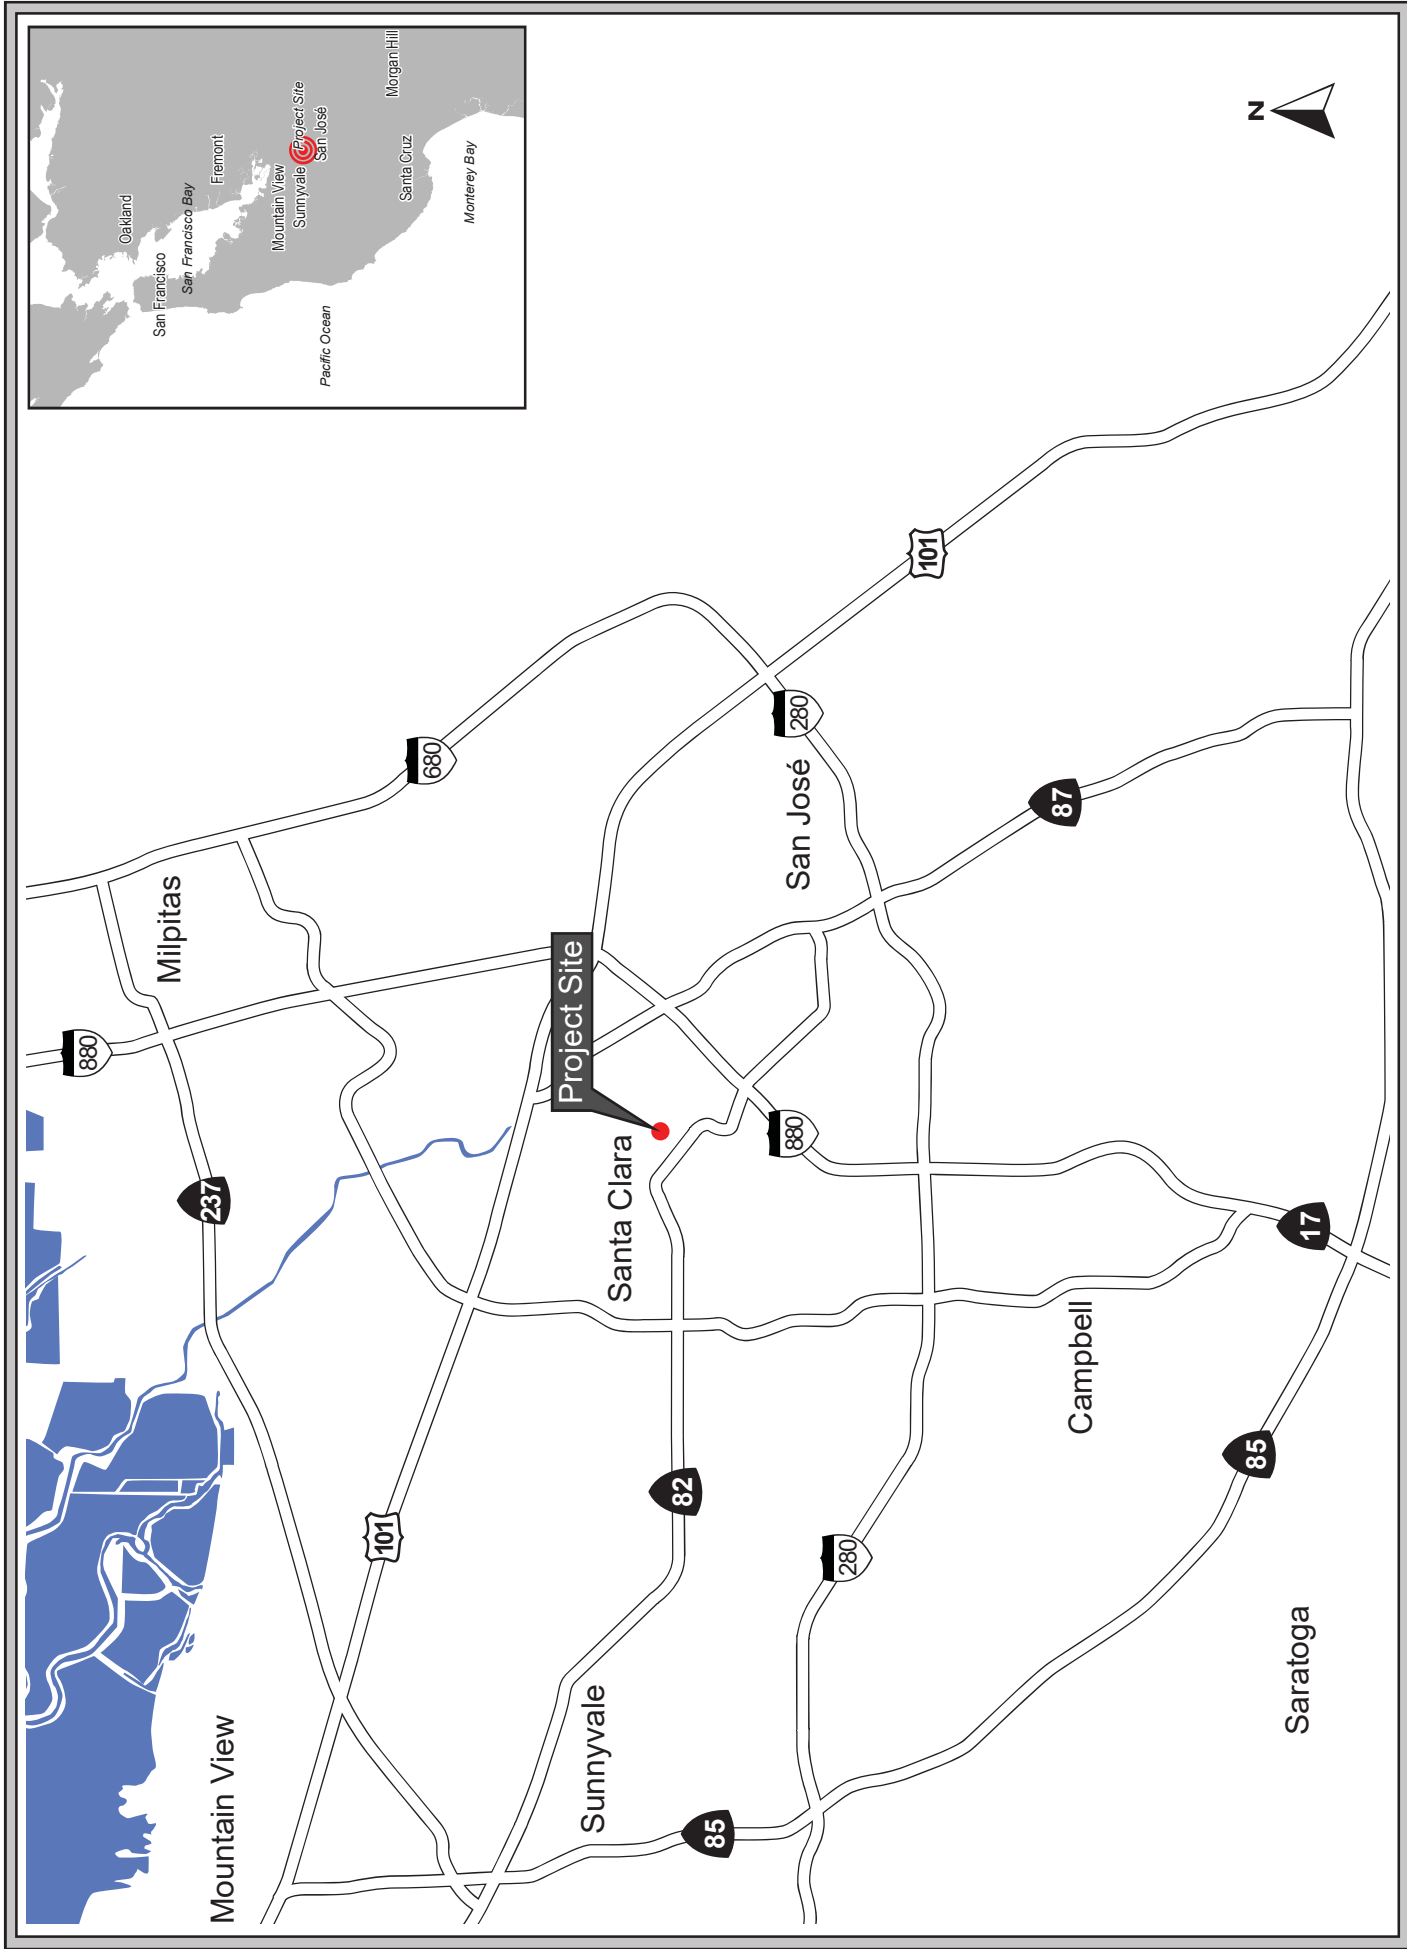 880
Milpitas
237
Mountain View
101
680
Project Site
Sunnyvale
Santa Clara
82
85
880
San José
280
280
101
87
Campbell
85
Saratoga
17
Oakland
San Francisco
San Francisco Bay
Fremont
Mountain View
Sunnyvale
Project Site
San José
Pacific Ocean
Morgan Hill
Santa Cruz
Monterey Bay
N